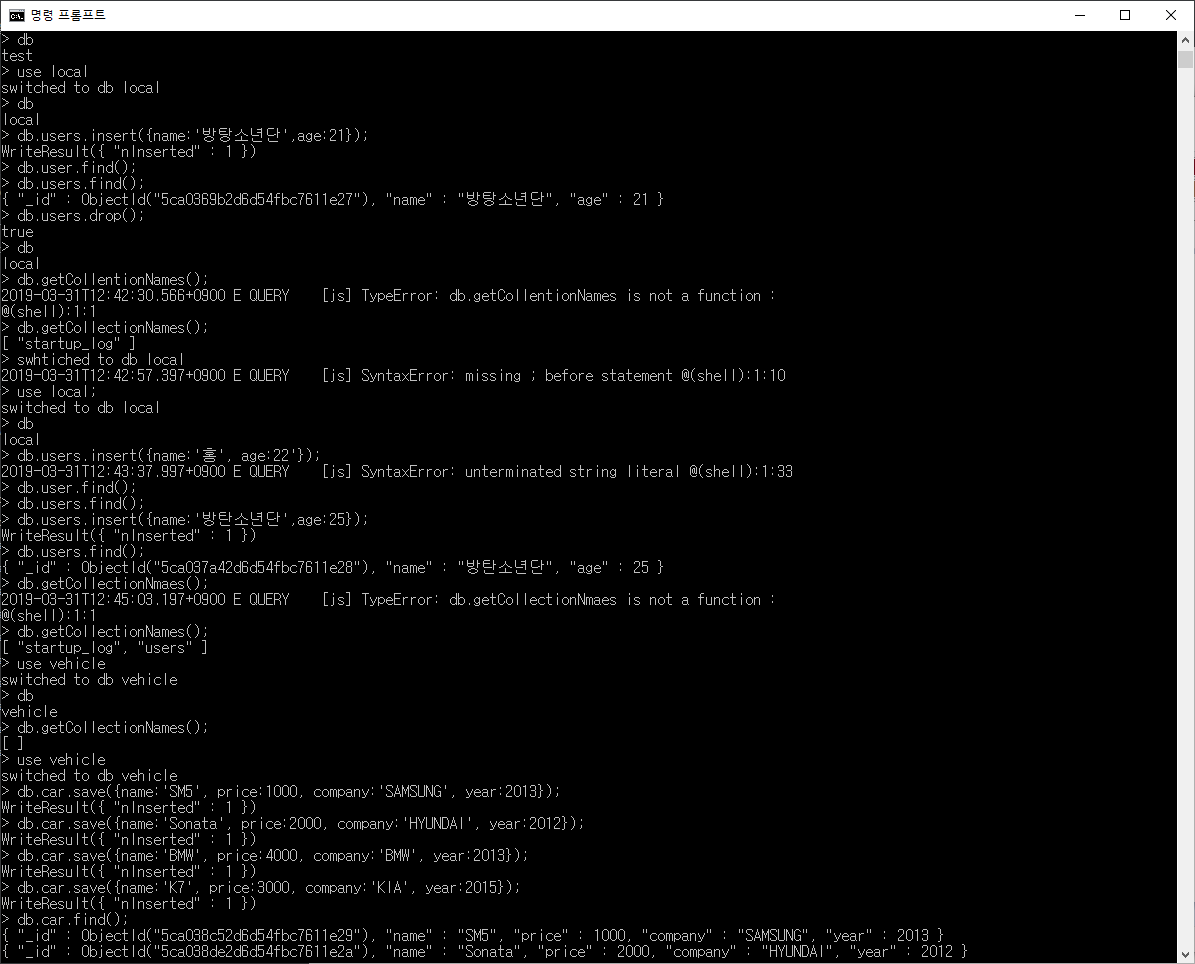 명령 프롬프트
> db
test
> use local
switched to db local
> db
local
> db.users.insert({name:'방탕소년단',age:21});
WriteResult({ "nInserted" : 1 })
> db.user.find();
> db.users.find();
{ "_id" : ObjectId("5ca0369b2d6d54fbc7611e27"), "name" : "방탕소년단", "age" : 21 }
> db.users.drop();
true
> db
local
> db.getCollentionNames();
2019-03-31T12:42:30.566+0900 E QUERY    [js] TypeError: db.getCollentionNames is not a function :
@(shell):1:1
> db.getCollectionNames();
[ "startup_log" ]
> swhtiched to db local
2019-03-31T12:42:57.397+0900 E QUERY    [js] SyntaxError: missing ; before statement @(shell):1:10
> use local;
switched to db local
> db
local
> db.users.insert({name:'홍', age:22'});
2019-03-31T12:43:37.997+0900 E QUERY    [js] SyntaxError: unterminated string literal @(shell):1:33
> db.user.find();
> db.users.find();
> db.users.insert({name:'방탄소년단',age:25});
WriteResult({ "nInserted" : 1 })
> db.users.find();
{ "_id" : ObjectId("5ca037a42d6d54fbc7611e28"), "name" : "방탄소년단", "age" : 25 }
> db.getCollectionNmaes();
2019-03-31T12:45:03.197+0900 E QUERY    [js] TypeError: db.getCollectionNmaes is not a function :
@(shell):1:1
> db.getCollectionNames();
[ "startup_log", "users" ]
> use vehicle
switched to db vehicle
> db
vehicle
> db.getCollectionNames();
[ ]
> use vehicle
switched to db vehicle
> db.car.save({name:'SM5', price:1000, company:'SAMSUNG', year:2013});
WriteResult({ "nInserted" : 1 })
> db.car.save({name:'Sonata', price:2000, company:'HYUNDAI', year:2012});
WriteResult({ "nInserted" : 1 })
> db.car.save({name:'BMW', price:4000, company:'BMW', year:2013});
WriteResult({ "nInserted" : 1 })
> db.car.save({name:'K7', price:3000, company:'KIA', year:2015});
WriteResult({ "nInserted" : 1 })
> db.car.find();
{ "_id" : ObjectId("5ca038c52d6d54fbc7611e29"), "name" : "SM5", "price" : 1000, "company" : "SAMSUNG", "year" : 2013 }
{ "_id" : ObjectId("5ca038de2d6d54fbc7611e2a"), "name" : "Sonata", "price" : 2000, "company" : "HYUNDAI", "year" : 2012 }